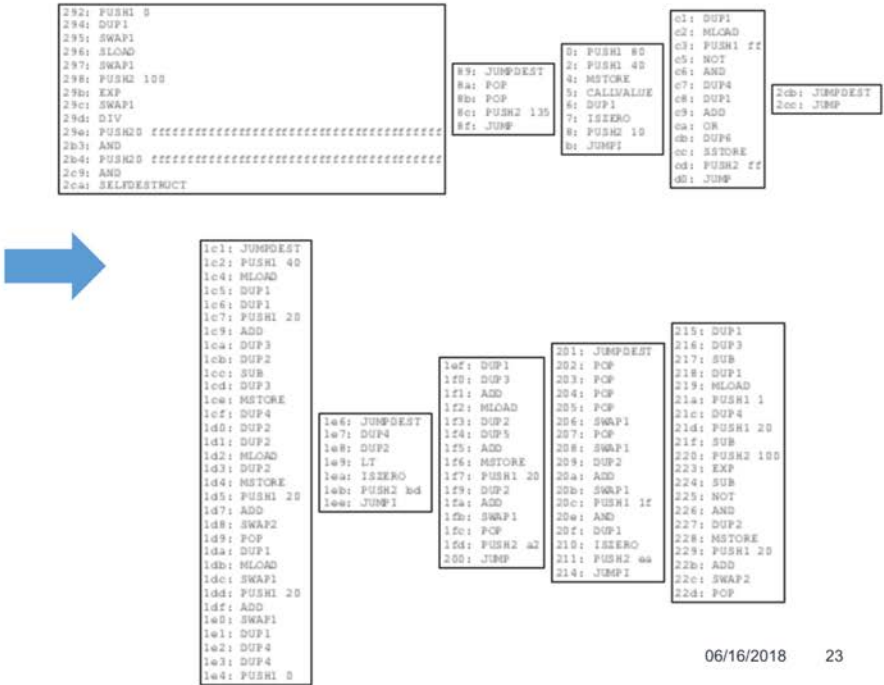 292: PUSH1 0
294: DUP1
295: SWAP1
296: SLOAD
297: SWAP1
298: PUSH2 100
29b: EXP
29c: SWAP1
29d: DIV
29e: PUSH20 ffffffffffffffffffffffffffffffffffffffff
2b3: AND
2b4: PUSH20 ffffffffffffffffffffffffffffffffffffffff
2c9: AND
2ca: SELFDESTRUCT
89: JUMPDEST
8a: POP
8b: POP
8c: PUSH2 135
8f: JUMP
0: PUSH1 80
2: PUSH1 40
4: MSTORE
5: CALLVALUE
6: DUP1
7: ISZERO
8: PUSH2 10
b: JUMPI
c1: DUP1
c2: MLOAD
c3: PUSH1 ff
c5: NOT
c6: AND
c7: DUP4
c8: DUP1
c9: ADD
ca: OR
cb: DUP6
cc: SSTORE
cd: PUSH2 ff
d0: JUMP
2cb: JUMPDEST
2cc: JUMP
1c1: JUMPDEST
1c2: PUSH1 40
1c4: MLOAD
1c5: DUP1
1c6: DUP1
1c7: PUSH1 20
1c9: ADD
1ca: DUP3
1cb: DUP2
1cc: SUB
1cd: DUP3
1ce: MSTORE
1cf: DUP4
1d0: DUP2
1d1: DUP2
1d2: MLOAD
1d3: DUP2
1d4: MSTORE
1d5: PUSH1 20
1d7: ADD
1d8: SWAP2
1d9: POP
1da: DUP1
1db: MLOAD
1dc: SWAP1
1dd: PUSH1 20
1df: ADD
1e0: SWAP1
1e1: DUP1
1e2: DUP4
1e3: DUP4
1e4: PUSH1 0
1e6: JUMPDEST
1e7: DUP4
1e8: DUP2
1e9: LT
1ea: ISZERO
1eb: PUSH2 bd
1ee: JUMPI
1ef: DUP1
1f0: DUP3
1f1: ADD
1f2: MLOAD
1f3: DUP2
1f4: DUP5
1f5: ADD
1f6: MSTORE
1f7: PUSH1 20
1f9: DUP2
1fa: ADD
1fb: SWAP1
1fc: POP
1fd: PUSH2 a2
200: JUMP
201: JUMPDEST
202: POP
203: POP
204: POP
205: POP
206: SWAP1
207: POP
208: SWAP1
209: DUP2
20a: ADD
20b: SWAP1
20c: PUSH1 1f
20e: AND
20f: DUP1
210: ISZERO
211: PUSH2 ea
214: JUMPI
215: DUP1
216: DUP3
217: SUB
218: DUP1
219: MLOAD
21a: PUSH1 1
21c: DUP4
21d: PUSH1 20
21f: SUB
220: PUSH2 100
223: EXP
224: SUB
225: NOT
226: AND
227: DUP2
228: MSTORE
229: PUSH1 20
22b: ADD
22c: SWAP2
22d: POP
06/16/2018 23